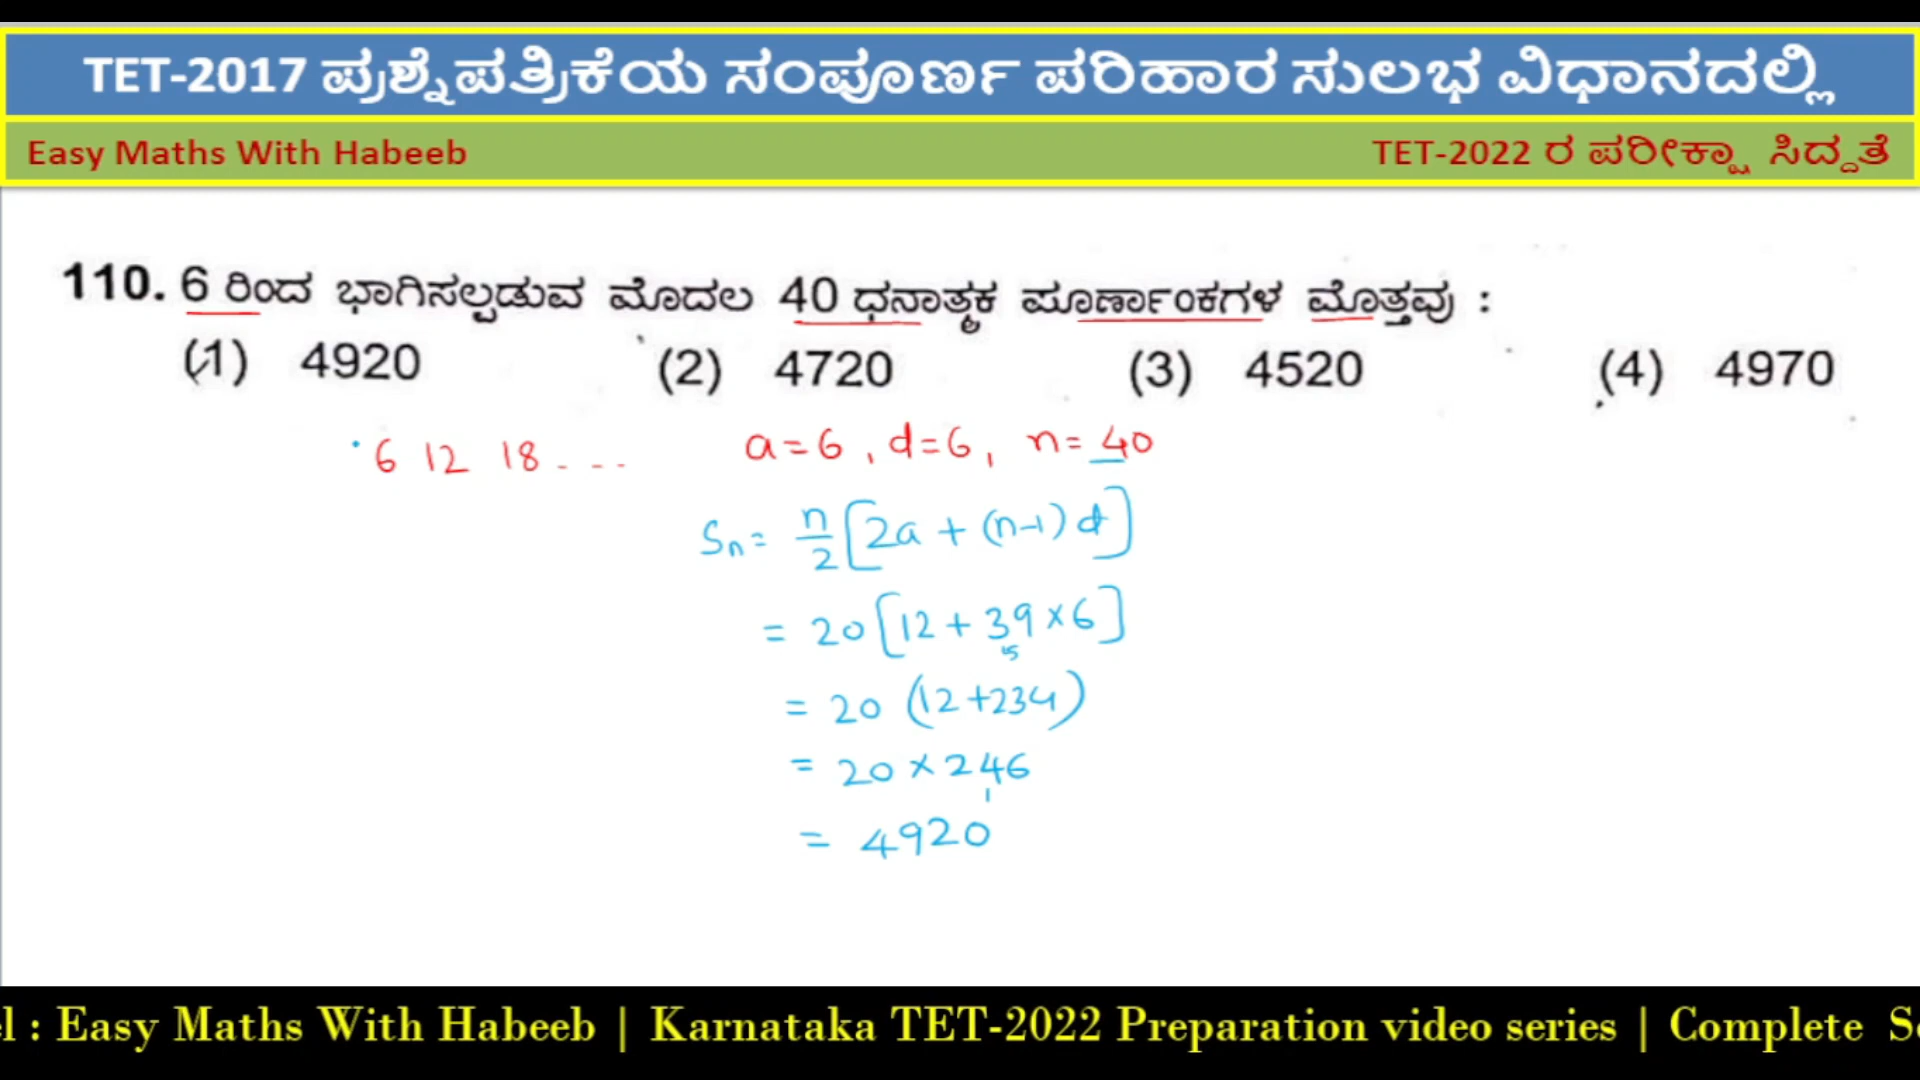 TET-2017 ಪ್ರಶ್ನೆಪತ್ರಿಕೆಯ ಸಂಪೂರ್ಣ ಪರಿಹಾರ ಸುಲಭ ವಿಧಾನದಲ್ಲಿ
Easy Maths With Habeeb TET-2022 ರ ಪರೀಕ್ಷಾ ಸಿದ್ದತೆ
110. 6 ರಿಂದ ಭಾಗಿಸಲ್ಪಡುವ ಮೊದಲ 40 ಧನಾತ್ಮಕ ಪೂರ್ಣಾಂಕಗಳ ಮೊತ್ತವು :
(1) 4920 (2) 4720 (3) 4520 (4) 4970
6 12 18 - - - a=6, d=6, n=40
Sn= n/2 [2a + (n-1) d]
= 20 [12 + 39×6]
5
= 20 (12+234)
= 20 × 246
1
= 4920
l : Easy Maths With Habeeb | Karnataka TET-2022 Preparation video series | Complete